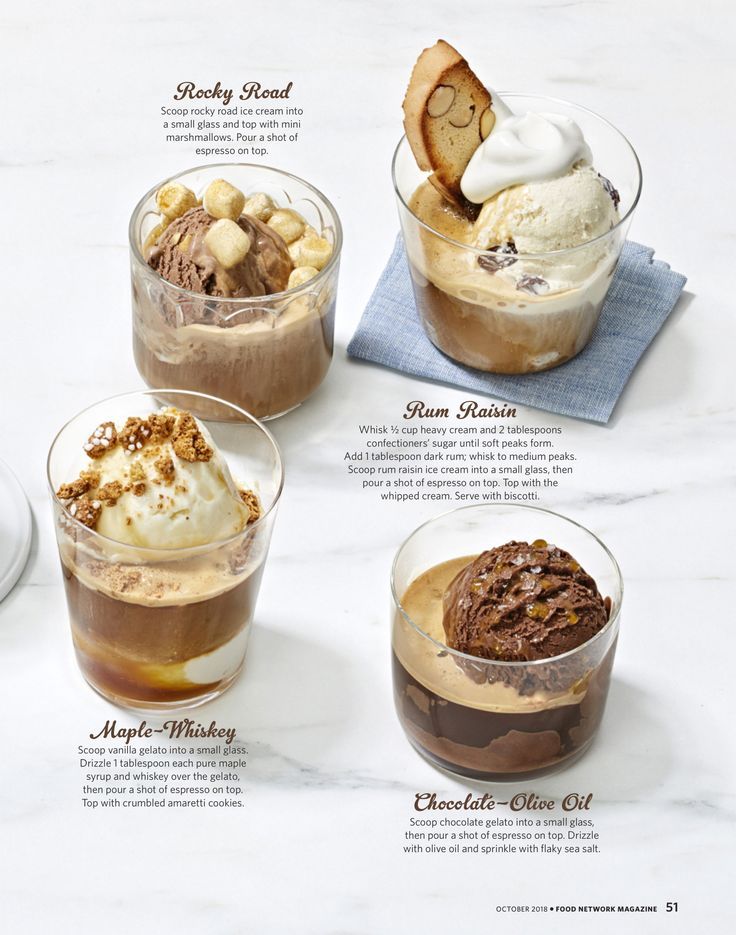 Rocky Road
Scoop rocky road ice cream into
a small glass and top with mini
marshmallows. Pour a shot of
espresso on top.
Rum Raisin
Whisk ½ cup heavy cream and 2 tablespoons
confectioners’ sugar until soft peaks form.
Add 1 tablespoon dark rum; whisk to medium peaks.
Scoop rum raisin ice cream into a small glass, then
pour a shot of espresso on top. Top with the
whipped cream. Serve with biscotti.
Maple–Whiskey
Scoop vanilla gelato into a small glass.
Drizzle 1 tablespoon each pure maple
syrup and whiskey over the gelato,
then pour a shot of espresso on top.
Top with crumbled amaretti cookies.
Chocolate–Olive Oil
Scoop chocolate gelato into a small glass,
then pour a shot of espresso on top. Drizzle
with olive oil and sprinkle with flaky sea salt.
OCTOBER 2018 ● FOOD NETWORK MAGAZINE 51